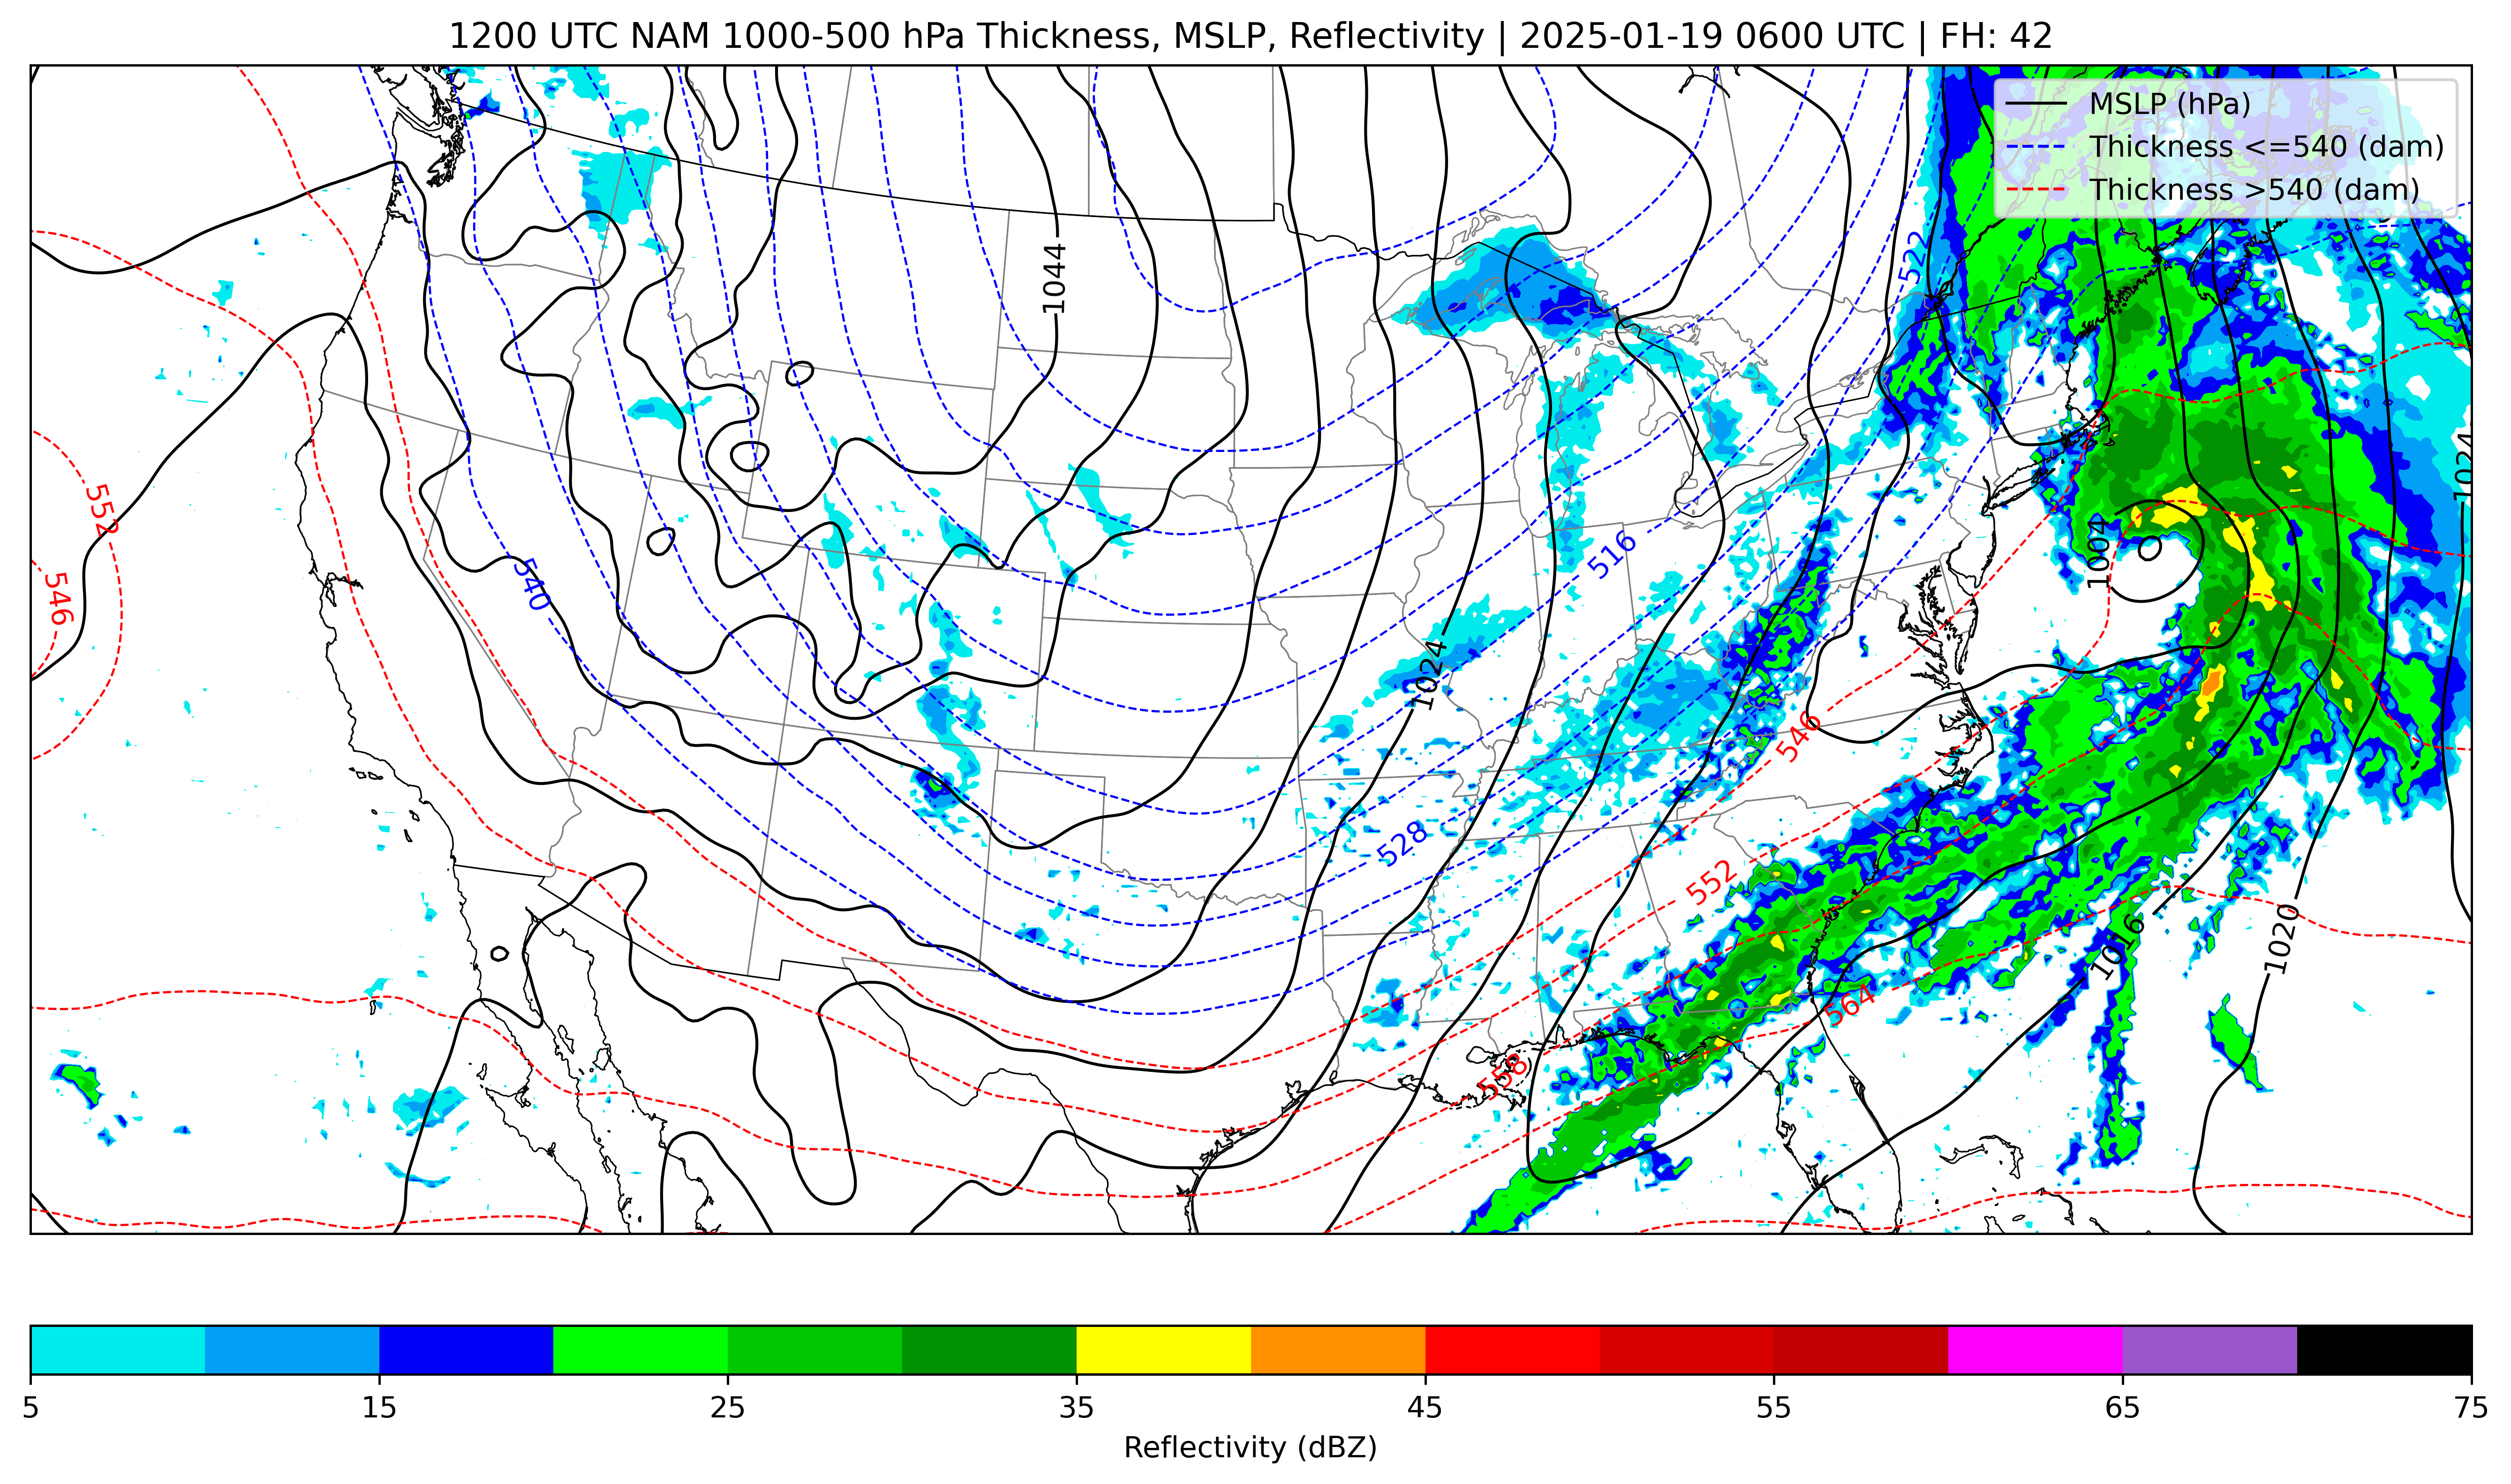 1200 UTC NAM 1000-500 hPa Thickness, MSLP, Reflectivity | 2025-01-19 0600 UTC | FH: 42
MSLP (hPa)
Thickness <=540 (dam)
Thickness >540 (dam)
522
1044
1024
552
516
1004
546
540
1024
546
528
552
1016
1020
564
558
5 15 25 35 45 55 65 75
Reflectivity (dBZ)